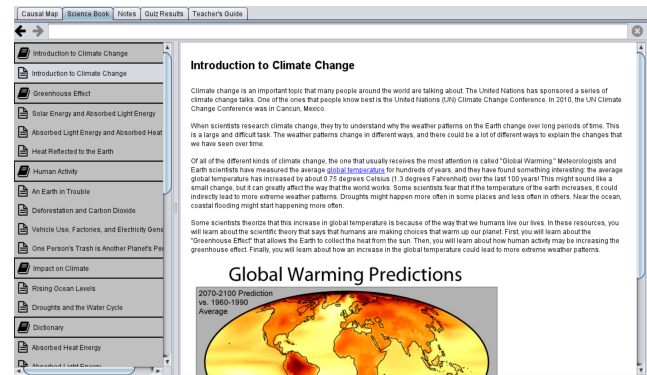 Causal Map Science Book Notes Quiz Results Teacher's Guide
Introduction to Climate Change
Introduction to Climate Change
Greenhouse Effect
Solar Energy and Absorbed Light Energy
Absorbed Light Energy and Absorbed Heat
Heat Reflected to the Earth
Human Activity
An Earth in Trouble
Deforestation and Carbon Dioxide
Vehicle Use, Factories, and Electricity Gene
One Person's Trash is Another Planet's
Impact on Climate
Rising Ocean Levels
Droughts and the Water Cycle
Dictionary
Absorbed Heat Energy
Absorbed Light Energy
Introduction to Climate Change
Climate change is an important topic that many people around the world are talking about. The United Nations has sponsored a series of
climate change talks. One of the ones that people know best is the United Nations (UN) Climate Change Conference. In 2010, the UN Climate
Change Conference was in Cancun, Mexico.
When scientists research climate change, they try to understand why the weather patterns on the Earth change over long periods of time. This
is a large and difficult task. The weather patterns change in different ways, and there could be a lot of different ways to explain the changes that
we have seen over time.
Of all of the different kinds of climate change, the one that usually receives the most attention is called "Global Warming." Meteorologists and
Earth scientists have measured the average global temperature for hundreds of years, and they have found something interesting: the average
global temperature has increased by about 0.75 degrees Celsius (1.3 degrees Fahrenheit) over the last 100 years! This might sound like a
small change, but it can greatly affect the way that the world works. Some scientists fear that if the temperature of the earth increases, it could
indirectly lead to more extreme weather patterns. Droughts might happen more often in some places and less often in others. Near the ocean,
coastal flooding might start happening more often.
Some scientists theorize that this increase in global temperature is because of the way that we humans live our lives. In these resources, you
will learn about the scientific theory that says that humans are making choices that warm up our planet. First, you will learn about the
"Greenhouse Effect" that allows the Earth to collect the heat from the sun. Then, you will learn about how human activity may be increasing the
greenhouse effect. Finally, you will learn about how an increase in the global temperature could lead to more extreme weather patterns.
Global Warming Predictions
2070-2100 Prediction
vs. 1960-1990
Average